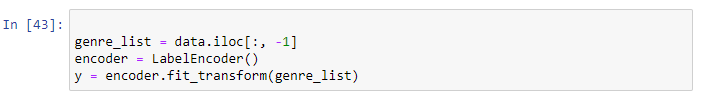 In [43]:
genre_list = data.iloc[:, -1]
encoder = LabelEncoder()
y = encoder.fit_transform(genre_list)